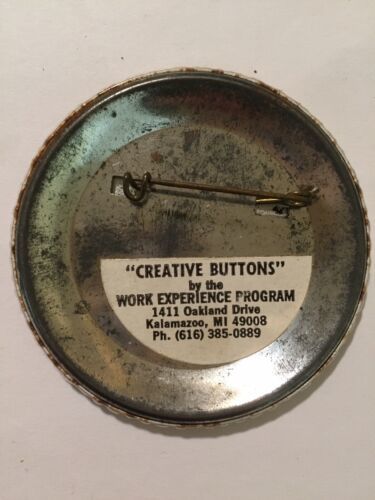 "CREATIVE BUTTONS"
by the
WORK EXPERIENCE PROGRAM
1411 Oakland Drive
Kalamazoo, MI 49008
Ph. (616) 385-0889